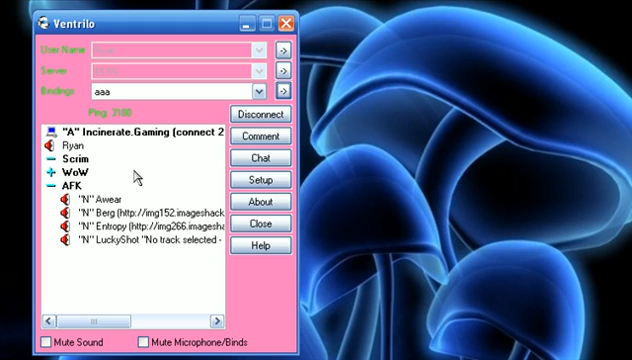 Ventrilo
User Name
Server
Bindings aaa ->
Disconnect
Comment
"A" Incinerate.Gaming (connect 2
Ryan
Chat
Scrim
WoW
Setup
AFK
"N" Awear
About
"N" Berg (http://img152.imageshack
"N" Entropy (http://img266.imagesha
Close
"N" LuckyShot "No track selected -
Help
Mute Sound Mute Microphone/Binds